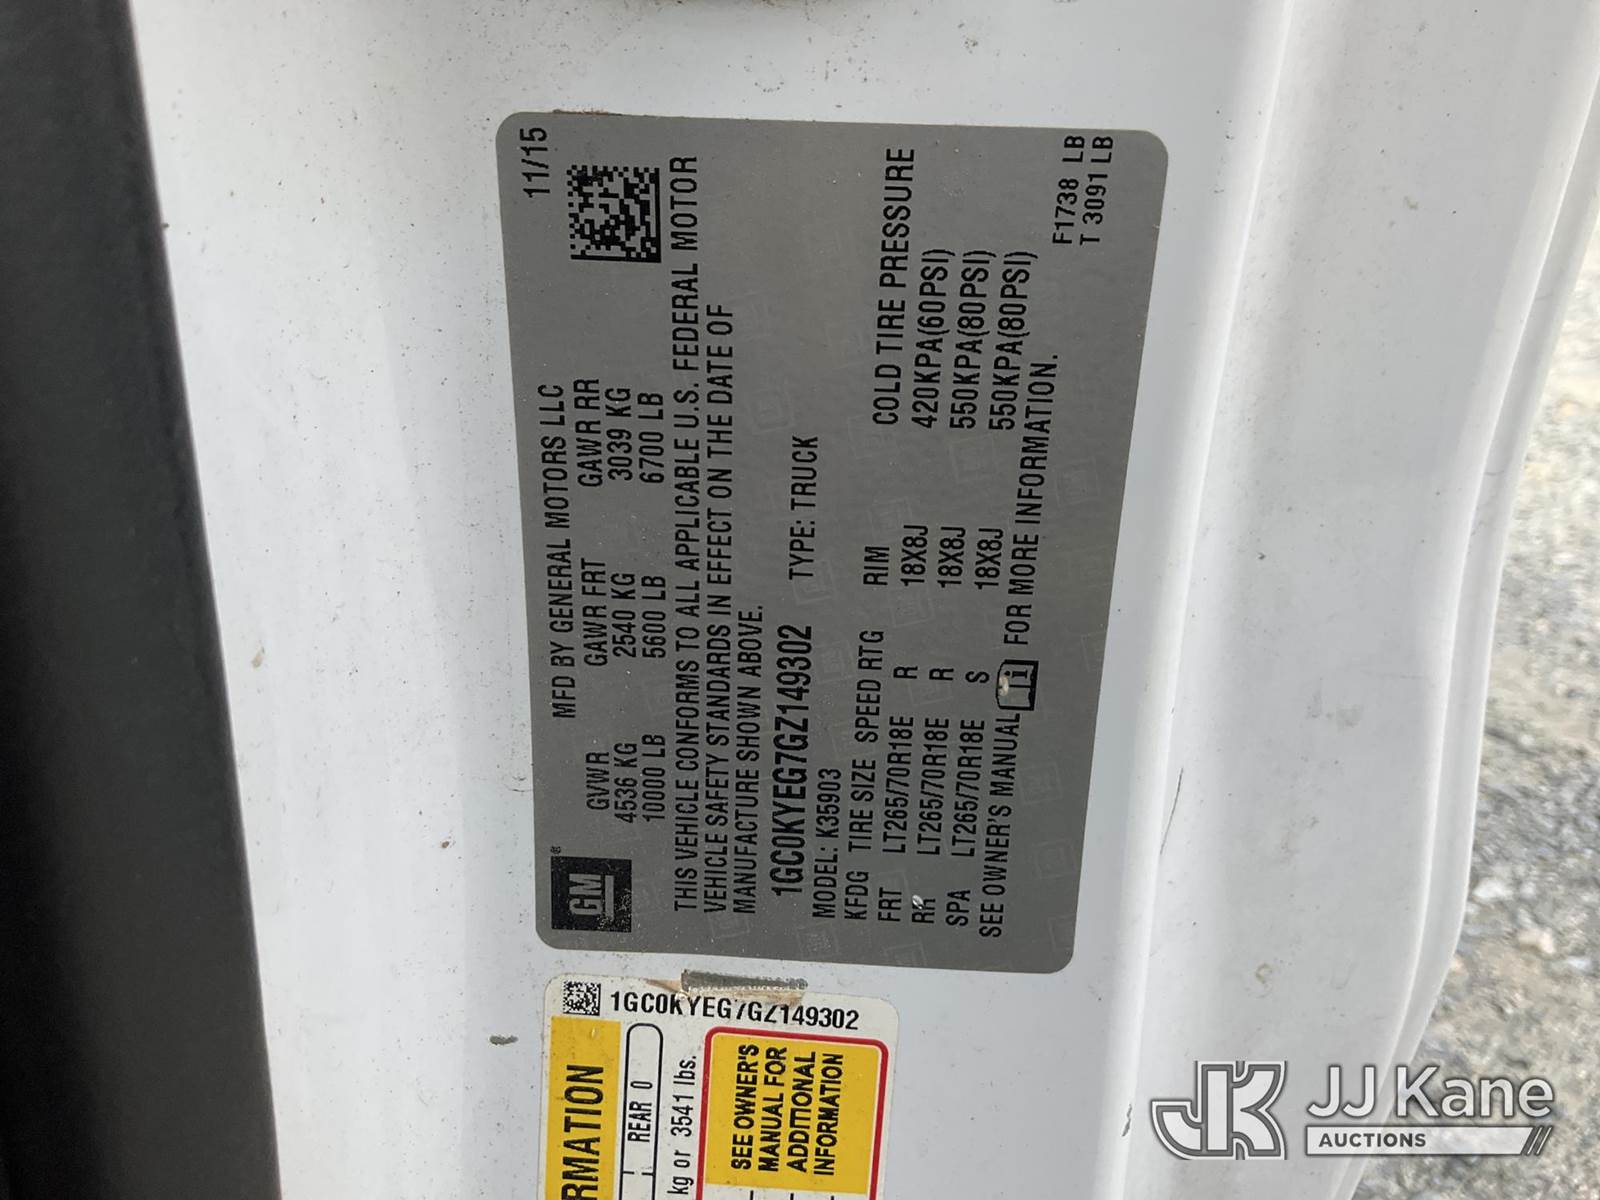 MFD BY GENERAL MOTORS LLC 11/15
GM®
GVWR GAWR FRT GAWR RR
4536 KG 2540 KG 3039 KG
10000 LB 5600 LB 6700 LB
THIS VEHICLE CONFORMS TO ALL APPLICABLE U.S. FEDERAL MOTOR
VEHICLE SAFETY STANDARDS IN EFFECT ON THE DATE OF
MANUFACTURE SHOWN ABOVE.
1GC0KYEG7GZ149302 TYPE: TRUCK
MODEL: K35903
KFDG TIRE SIZE SPEED RTG RIM COLD TIRE PRESSURE
FRT LT265/70R18E R 18X8J 420KPA(60PSI)
RR LT265/70R18E R 18X8J 550KPA(80PSI)
SPA LT265/70R18E S 18X8J 550KPA(80PSI)
SEE OWNER'S MANUAL i FOR MORE INFORMATION.
F1738 LB
T 3091 LB
1GC0KYEG7GZ149302
RMATION
REAR 0
kg or 3541 lbs.
SEE OWNER'S
MANUAL FOR
ADDITIONAL
INFORMATION
JK JJ Kane
AUCTIONS